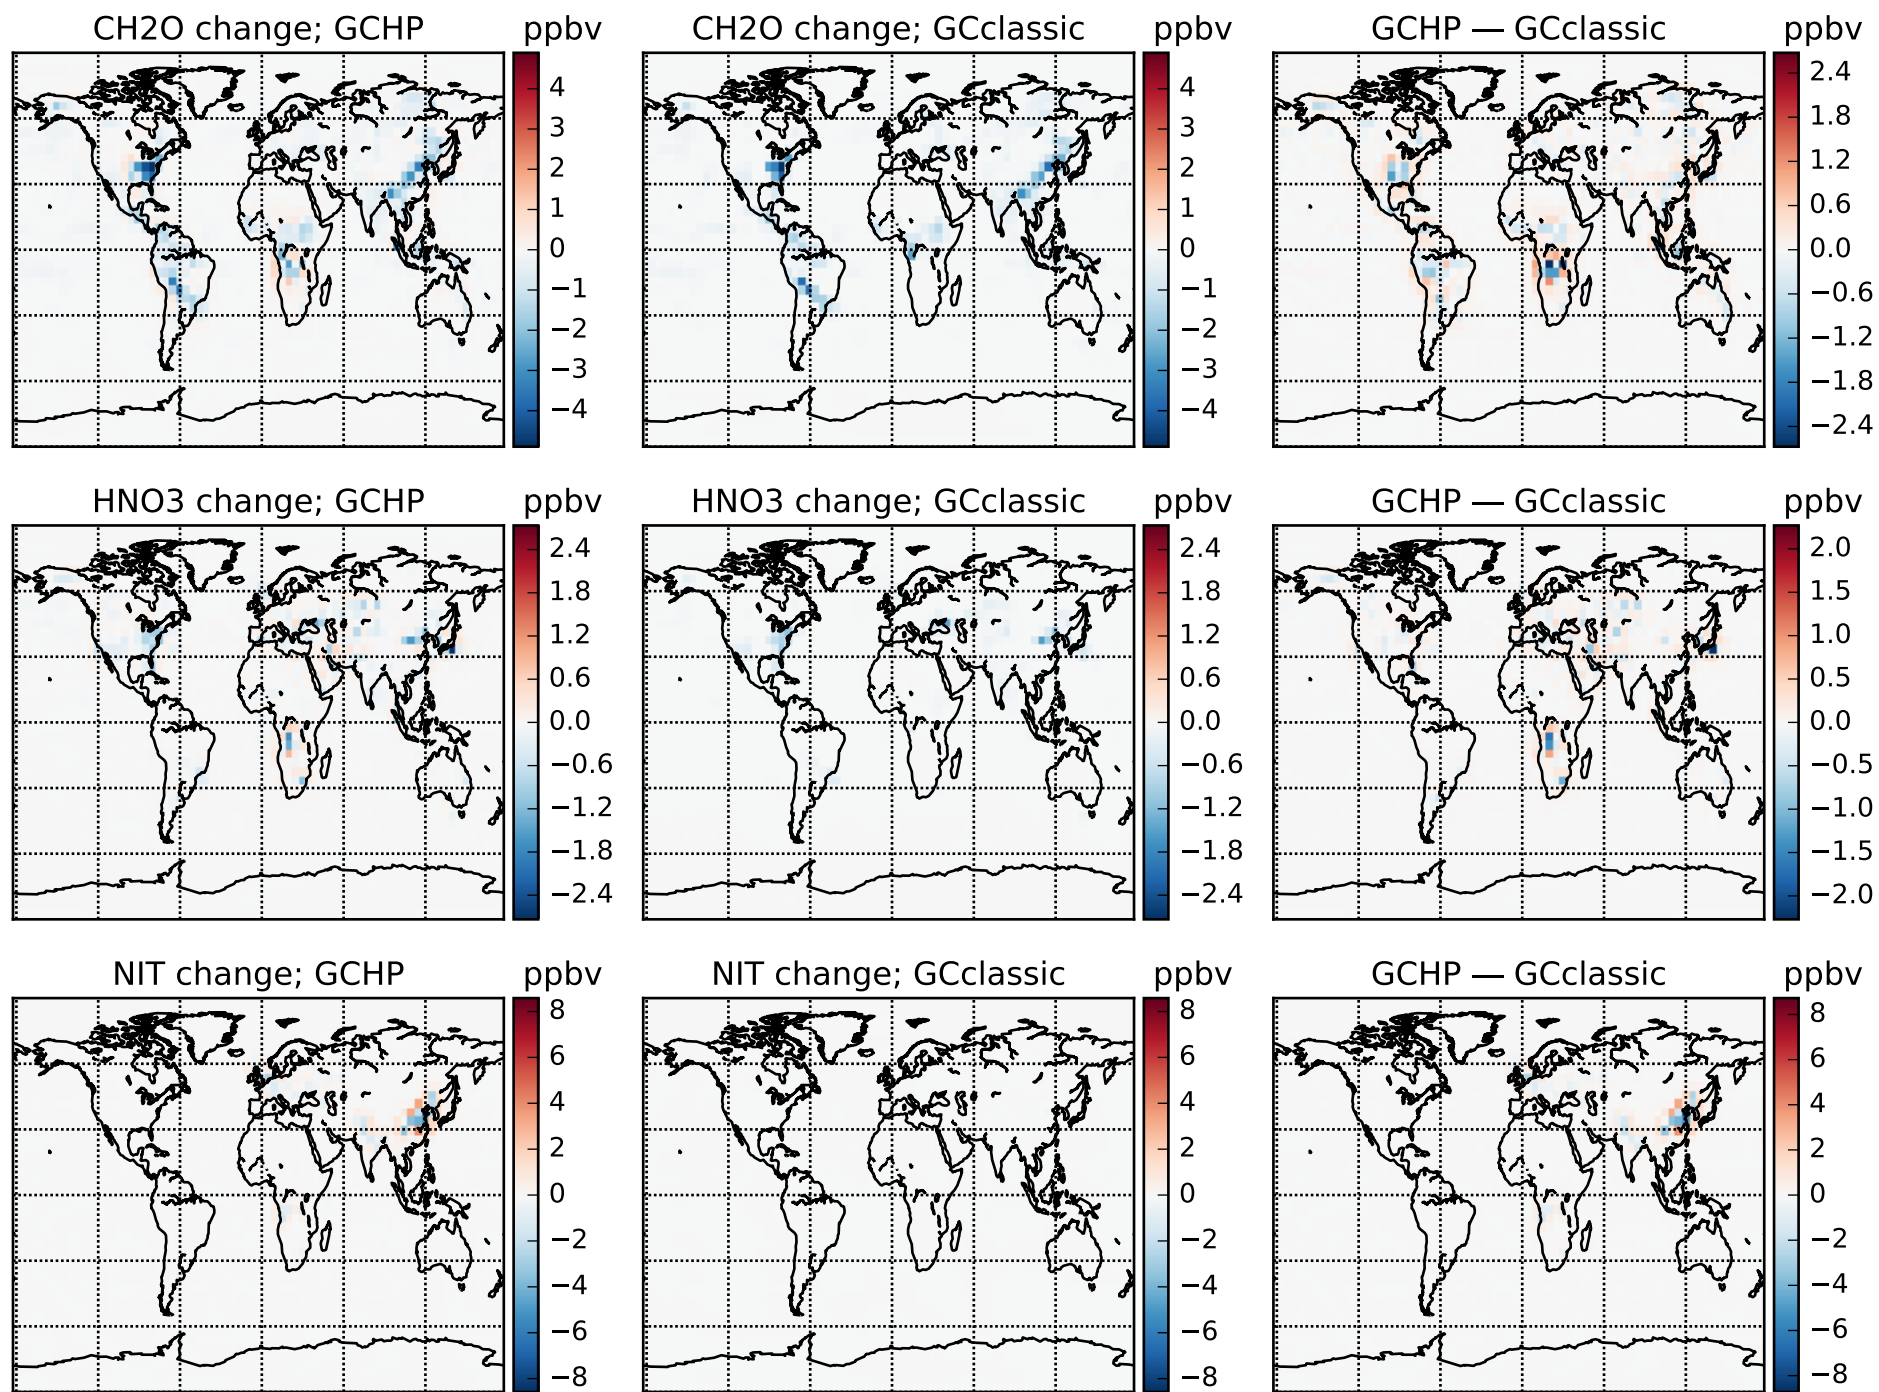 CH2O change; GCHP ppbv CH2O change; GCclassic ppbv GCHP — GCclassic ppbv
4 4 2.4
3 3 1.8
2 2 1.2
1 1 0.6
0 0 0.0
−1 −1 −0.6
−2 −2 −1.2
−3 −3 −1.8
−4 −4 −2.4
HNO3 change; GCHP ppbv HNO3 change; GCclassic ppbv GCHP — GCclassic ppbv
2.4 2.4 2.0
1.8 1.8 1.5
1.2 1.2 1.0
0.6 0.6 0.5
0.0 0.0 0.0
−0.6 −0.6 −0.5
−1.2 −1.2 −1.0
−1.8 −1.8 −1.5
−2.4 −2.4 −2.0
NIT change; GCHP ppbv NIT change; GCclassic ppbv GCHP — GCclassic ppbv
8 8 8
6 6 6
4 4 4
2 2 2
0 0 0
−2 −2 −2
−4 −4 −4
−6 −6 −6
−8 −8 −8